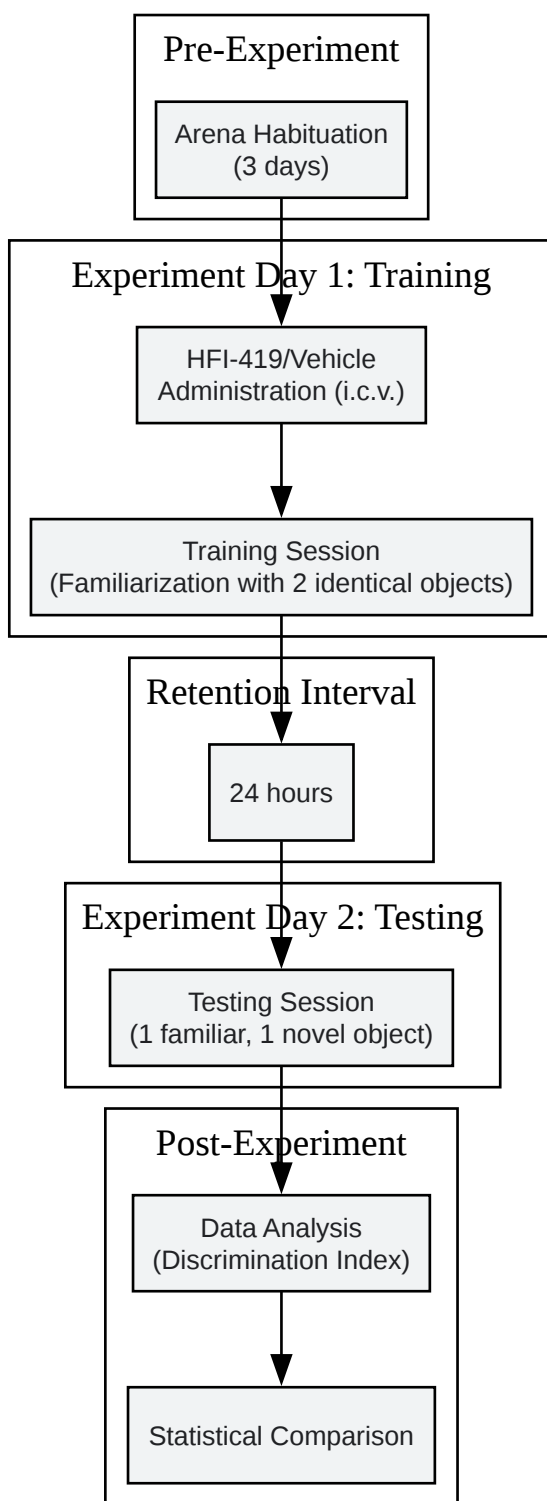 Pre-Experiment
Arena Habituation
(3 days)
Experiment Day 1: Training
HFI-419/Vehicle
Administration (i.c.v.)
Training Session
(Familiarization with 2 identical objects)
Retention Interval
24 hours
Experiment Day 2: Testing
Testing Session
(1 familiar, 1 novel object)
Post-Experiment
Data Analysis
(Discrimination Index)
Statistical Comparison